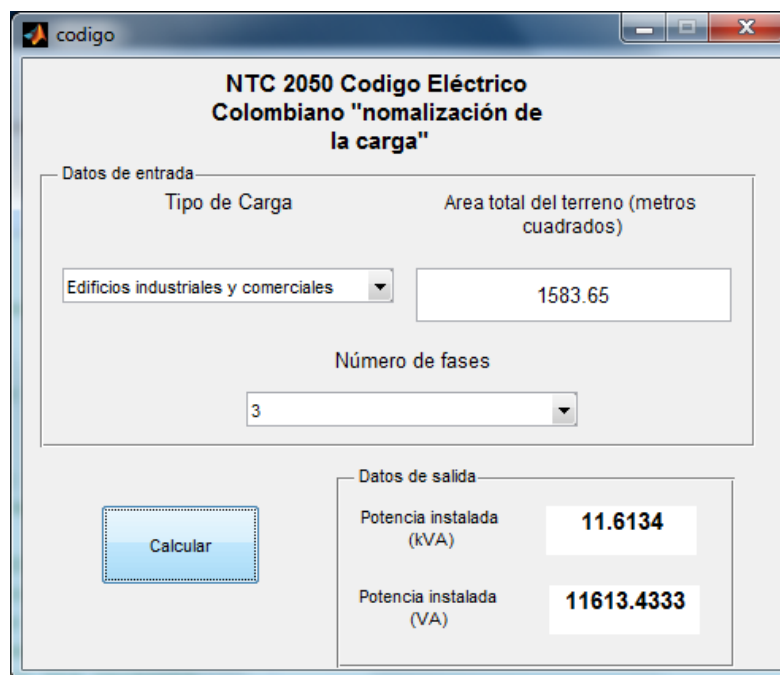 codigo
NTC 2050 Codigo Eléctrico
Colombiano "nomalización de
la carga"
Datos de entrada
Tipo de Carga
Area total del terreno (metros
cuadrados)
Edificios industriales y comerciales
1583.65
Número de fases
3
Datos de salida
Calcular
Potencia instalada
(kVA)
11.6134
Potencia instalada
(VA)
11613.4333